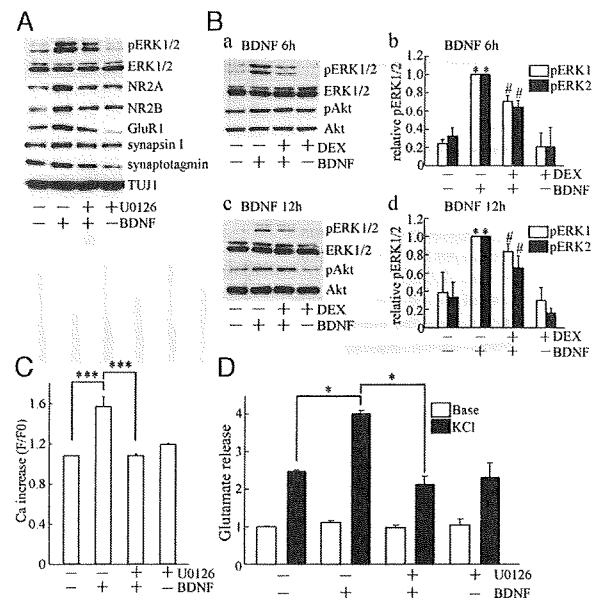 A
pERK1/2
ERK1/2
NR2A
NR2B
GluR1
synapsin I
synaptotagmin
TUJ1
− − + + U0126
− + + − BDNF
B
a BDNF 6h
pERK1/2
ERK1/2
pAkt
Akt
− − + + DEX
− + + − BDNF
b BDNF 6h
relative pERK1/2
1.2
1.0
0.8
0.6
0.4
0.2
0
* *
# #
pERK1
pERK2
− − + + DEX
− + + − BDNF
c BDNF 12h
pERK1/2
ERK1/2
pAkt
Akt
− − + + DEX
− + + − BDNF
d BDNF 12h
relative pERK1/2
1.2
1.0
0.8
0.6
0.4
0.2
0
* *
# #
pERK1
pERK2
− − + + DEX
− + + − BDNF
C
Ca increase (F/F0)
1.6
1.2
0.8
0.4
0
***
***
− − + + U0126
− + + − BDNF
D
Glutamate release
4
3
2
1
0
*
*
Base
KCl
− − + + U0126
− + + − BDNF